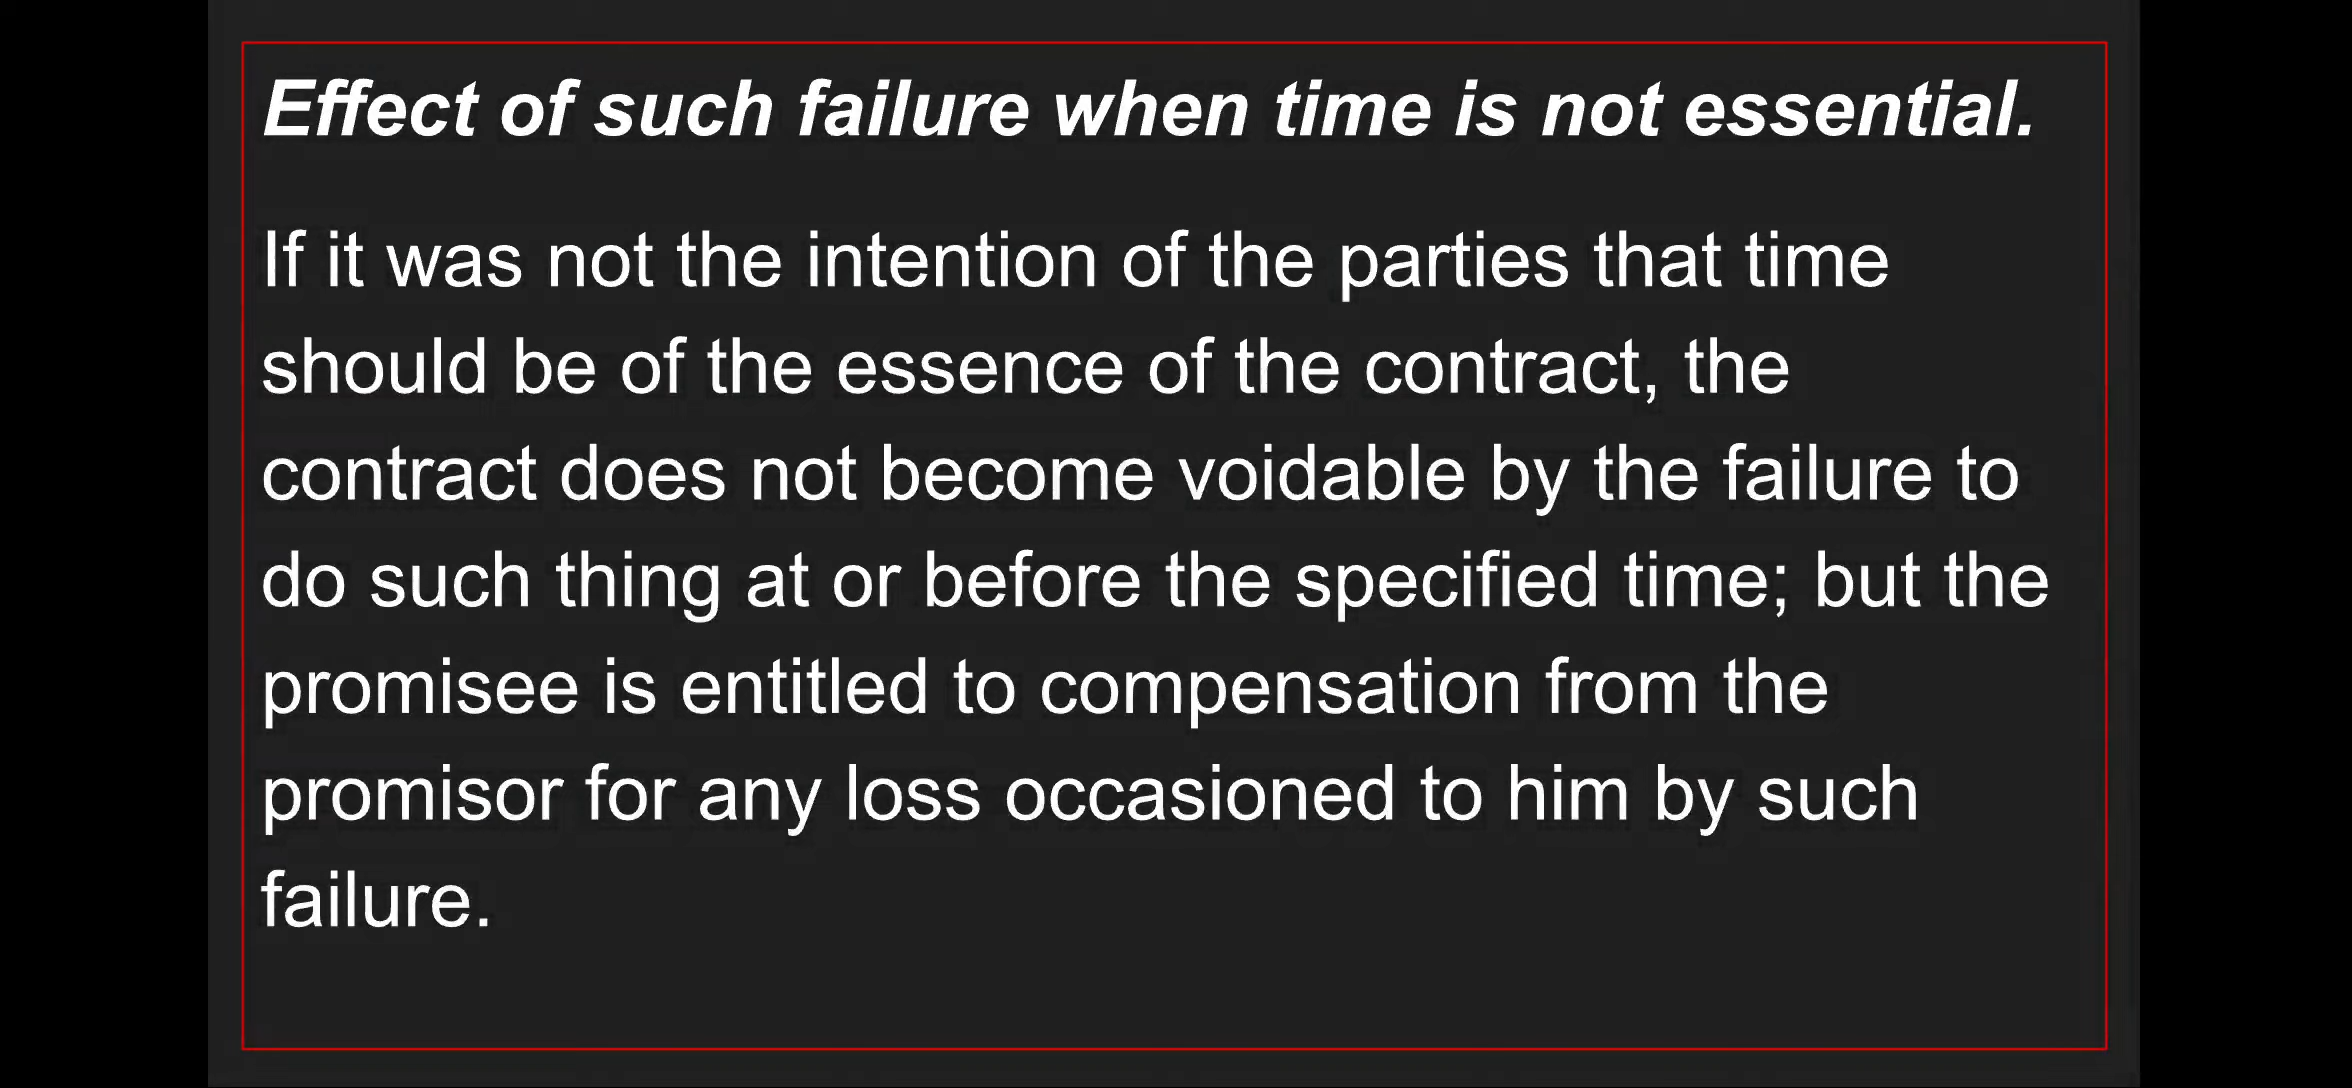 Effect of such failure when time is not essential.
If it was not the intention of the parties that time
should be of the essence of the contract, the
contract does not become voidable by the failure to
do such thing at or before the specified time; but the
promisee is entitled to compensation from the
promisor for any loss occasioned to him by such
failure.